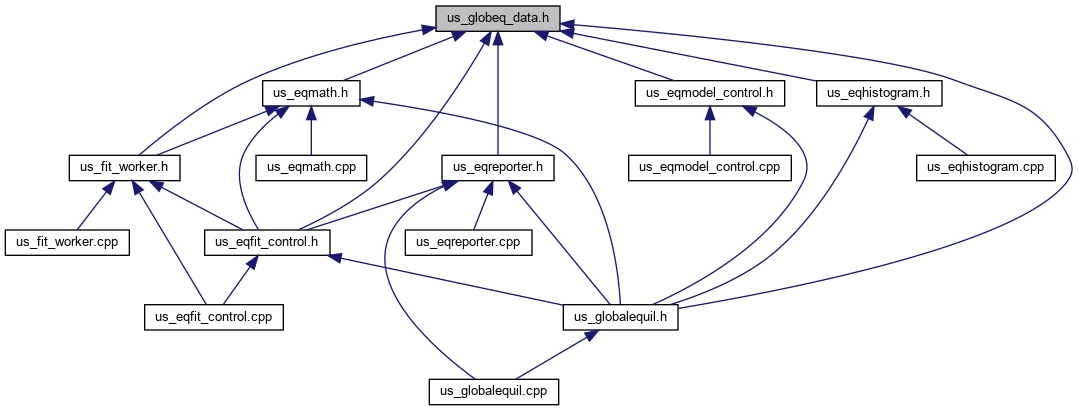 us_globeq_data.h
us_eqmath.h
us_eqmodel_control.h
us_eqhistogram.h
us_fit_worker.h
us_eqmath.cpp
us_eqreporter.h
us_eqmodel_control.cpp
us_eqhistogram.cpp
us_fit_worker.cpp
us_eqfit_control.h
us_eqreporter.cpp
us_eqfit_control.cpp
us_globalequil.h
us_globalequil.cpp